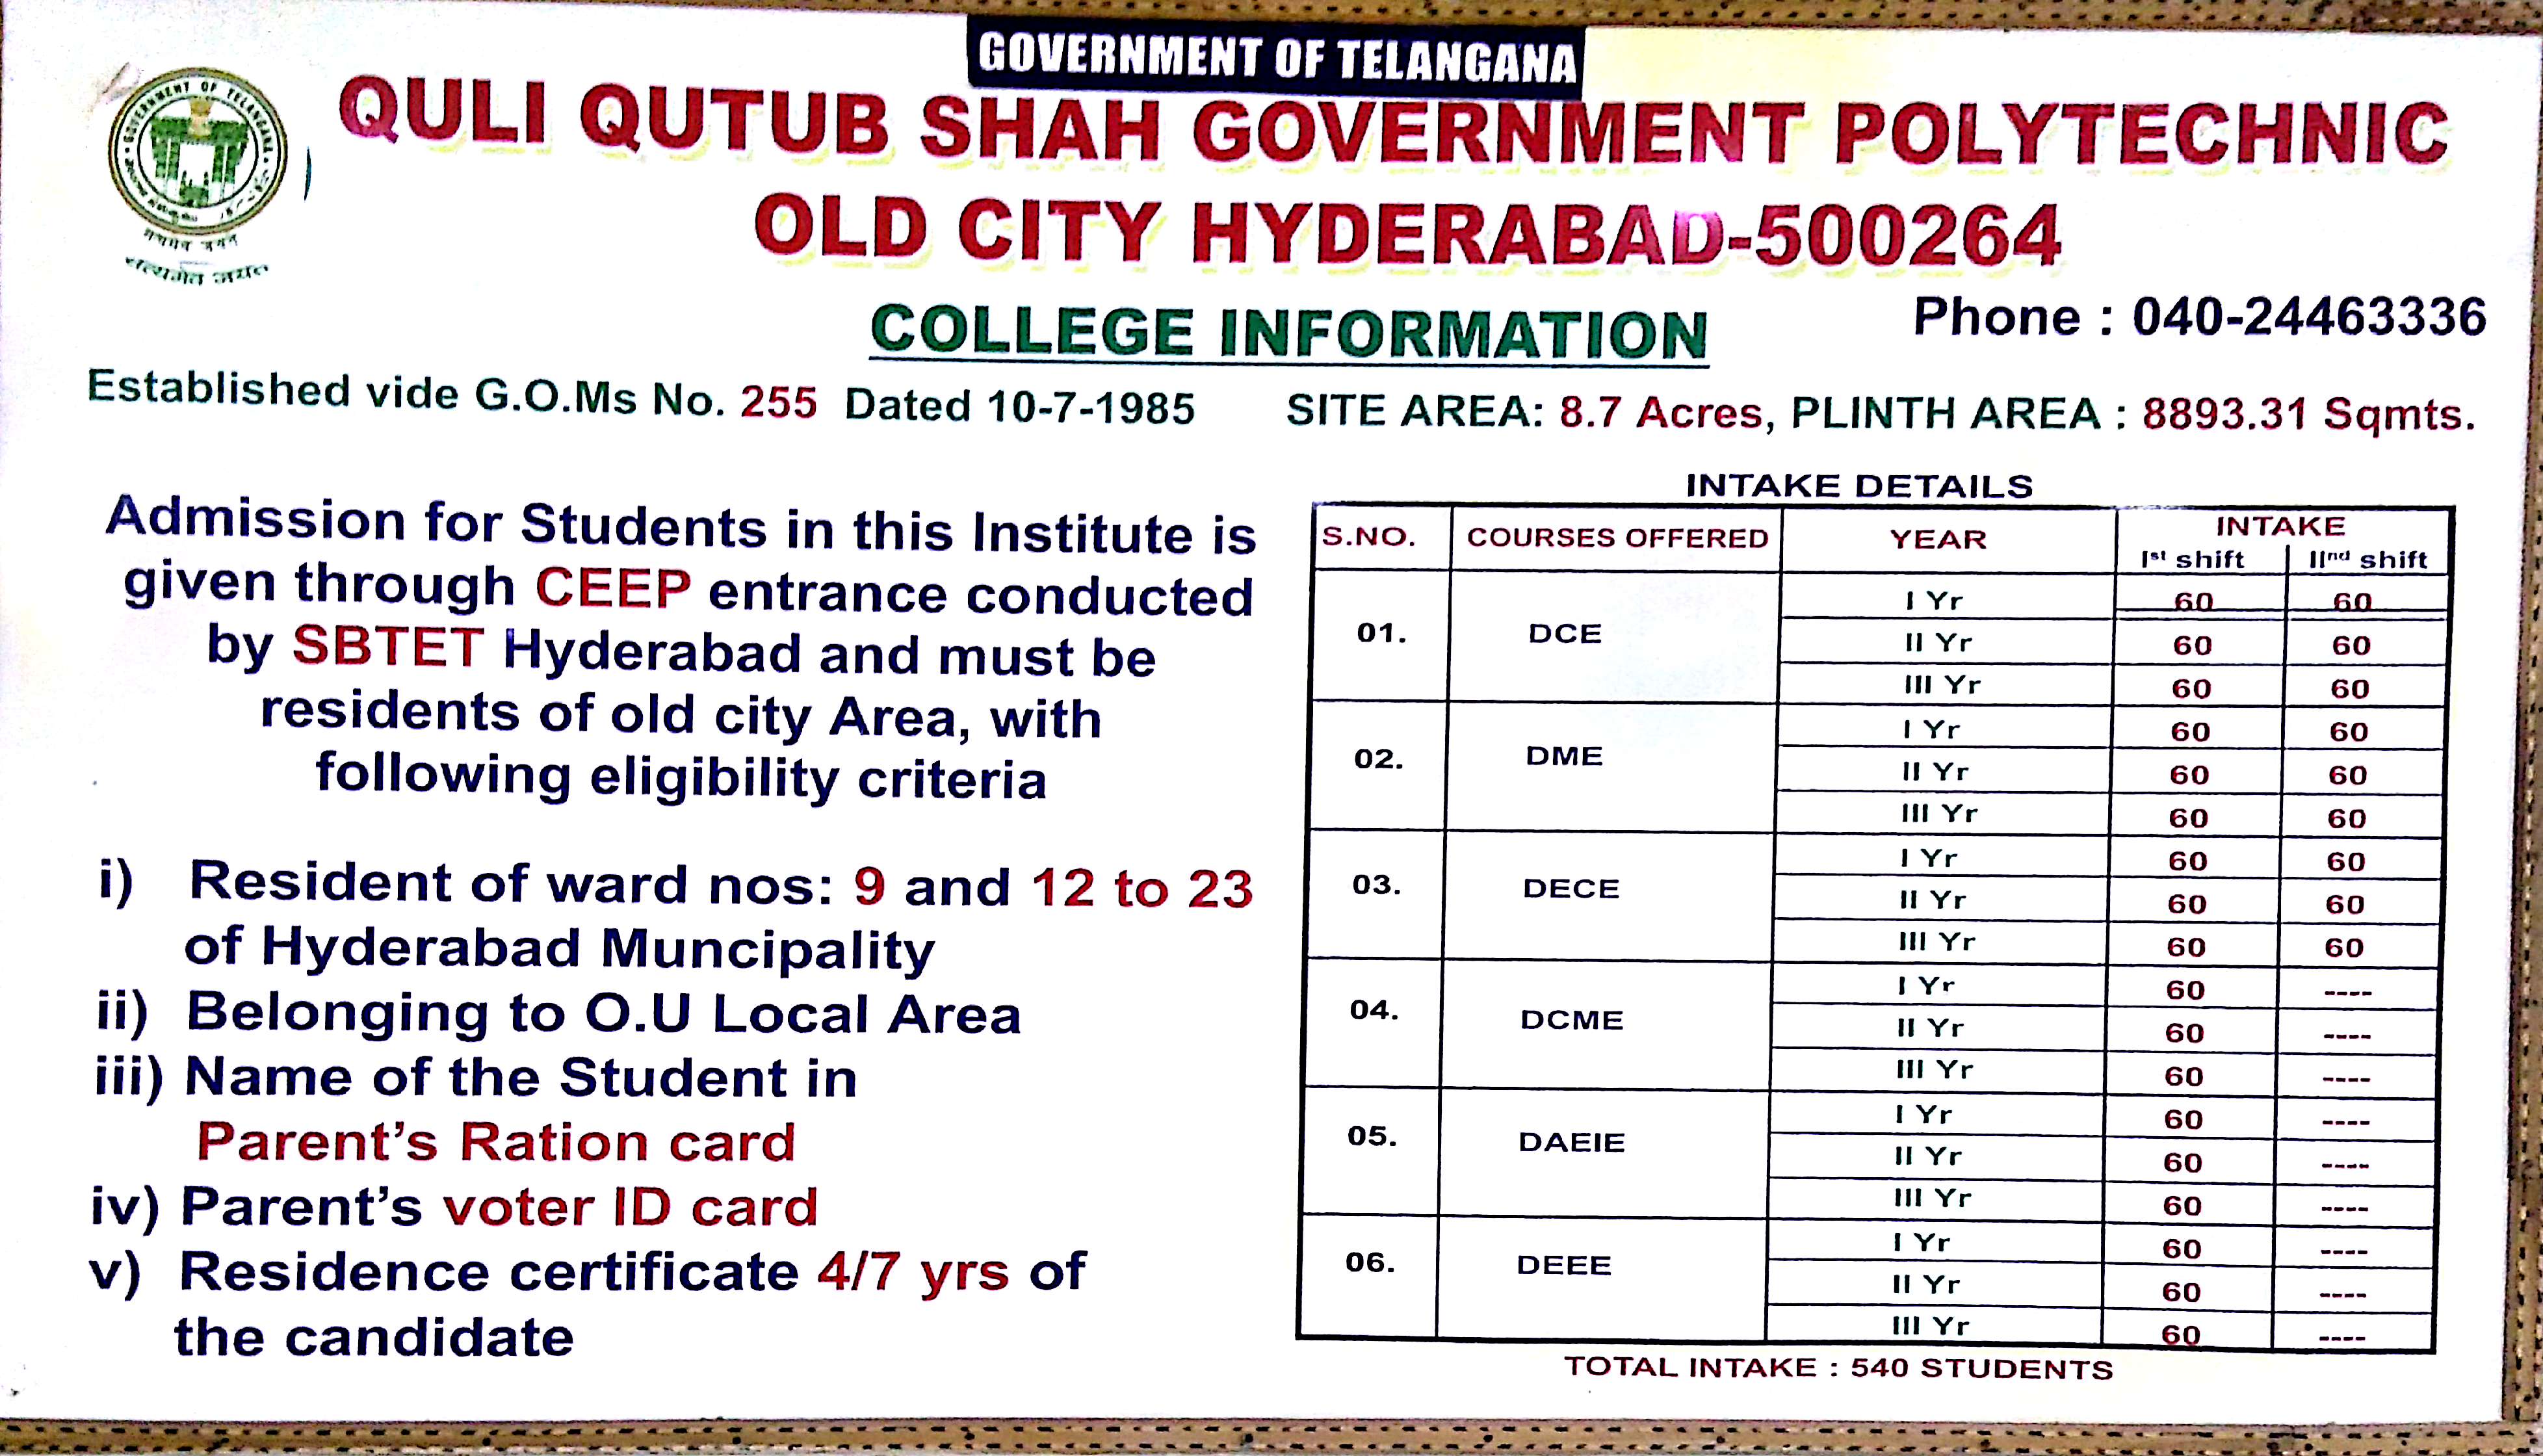 GOVERNMENT OF TELANGANA
GOVERNMENT OF TELANGANA
QULI QUTUB SHAH GOVERNMENT POLYTECHNIC
OLD CITY HYDERABAD-500264
सत्यमेव जयते
सत्यमेव जयते
COLLEGE INFORMATION
Phone : 040-24463336
Established vide G.O.Ms No. 255 Dated 10-7-1985
SITE AREA: 8.7 Acres, PLINTH AREA : 8893.31 Sqmts.
Admission for Students in this Institute is
given through CEEP entrance conducted
by SBTET Hyderabad and must be
residents of old city Area, with
following eligibility criteria
i) Resident of ward nos: 9 and 12 to 23
of Hyderabad Muncipality
ii) Belonging to O.U Local Area
iii) Name of the Student in
Parent's Ration card
iv) Parent's voter ID card
v) Residence certificate 4/7 yrs of
the candidate
INTAKE DETAILS
S.NO. COURSES OFFERED YEAR INTAKE
Ist shift IInd shift
01. DCE I Yr 60 60
II Yr 60 60
III Yr 60 60
02. DME I Yr 60 60
II Yr 60 60
III Yr 60 60
03. DECE I Yr 60 60
II Yr 60 60
III Yr 60 60
04. DCME I Yr 60 ----
II Yr 60 ----
III Yr 60 ----
05. DAEIE I Yr 60 ----
II Yr 60 ----
III Yr 60 ----
06. DEEE I Yr 60 ----
II Yr 60 ----
III Yr 60 ----
TOTAL INTAKE : 540 STUDENTS